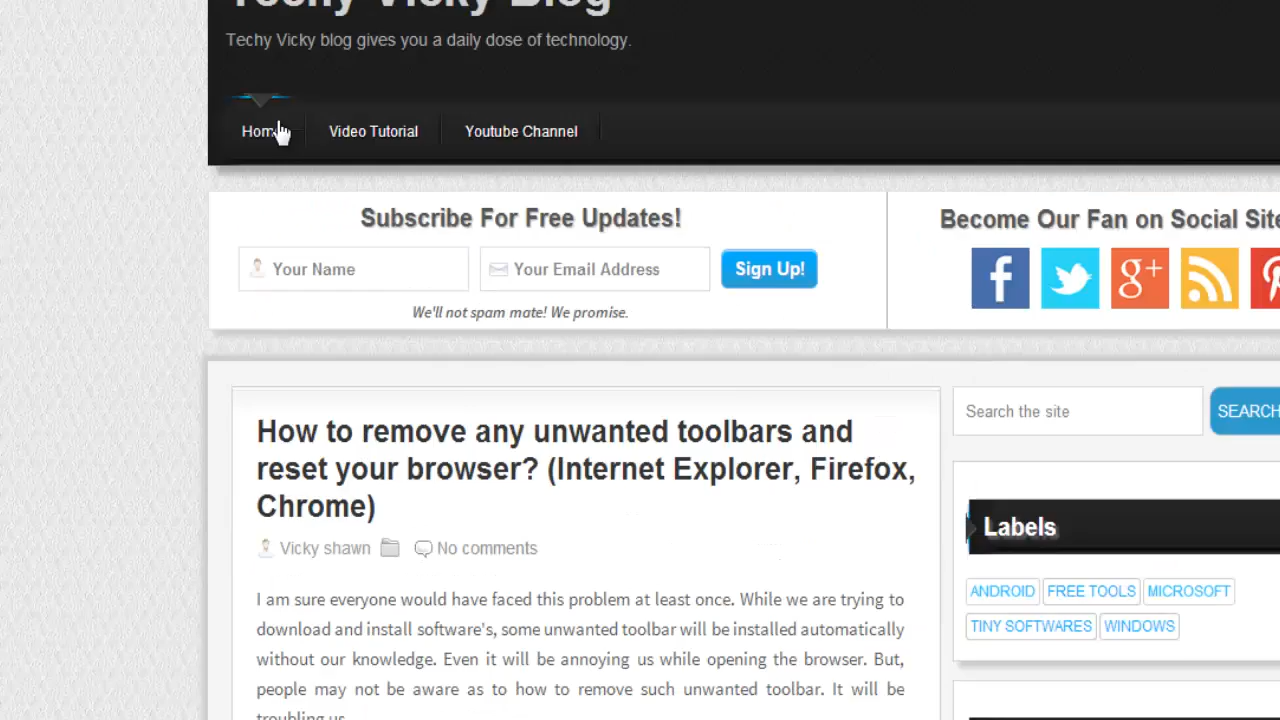 Techy Vicky Blog
Techy Vicky blog gives you a daily dose of technology.
Home
Video Tutorial
Youtube Channel
Subscribe For Free Updates!
Your Name
Your Email Address
Sign Up!
We'll not spam mate! We promise.
Become Our Fan on Social Site
How to remove any unwanted toolbars and
reset your browser? (Internet Explorer, Firefox,
Chrome)
Vicky shawn
No comments
I am sure everyone would have faced this problem at least once. While we are trying to
download and install software's, some unwanted toolbar will be installed automatically
without our knowledge. Even it will be annoying us while opening the browser. But,
people may not be aware as to how to remove such unwanted toolbar. It will be
troubling us
Search the site
SEARCH
Labels
ANDROID FREE TOOLS MICROSOFT
TINY SOFTWARES WINDOWS